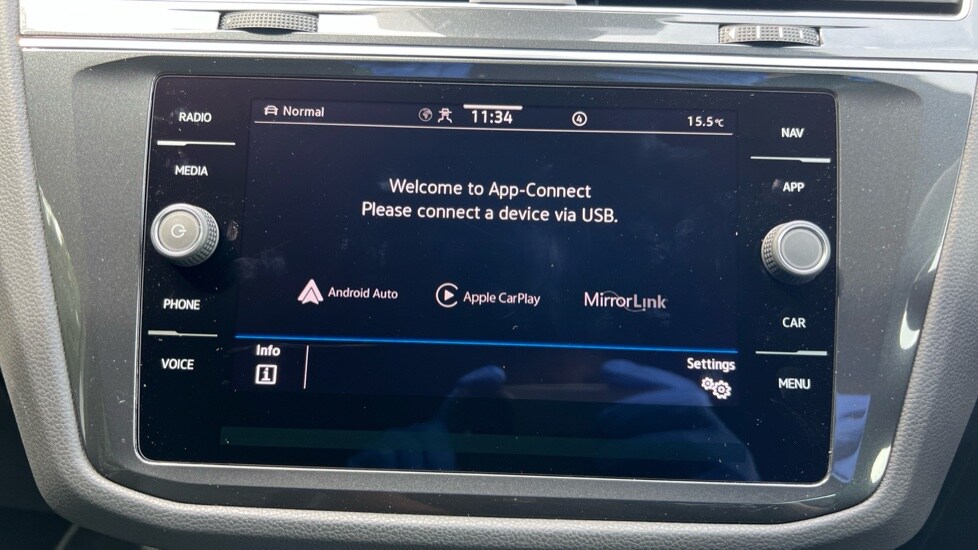 RADIO
MEDIA
PHONE
VOICE
Normal
11:34
4
15.5°C
Welcome to App-Connect
Please connect a device via USB.
Android Auto
Apple CarPlay
MirrorLink
Info
i
Settings
NAV
APP
CAR
MENU